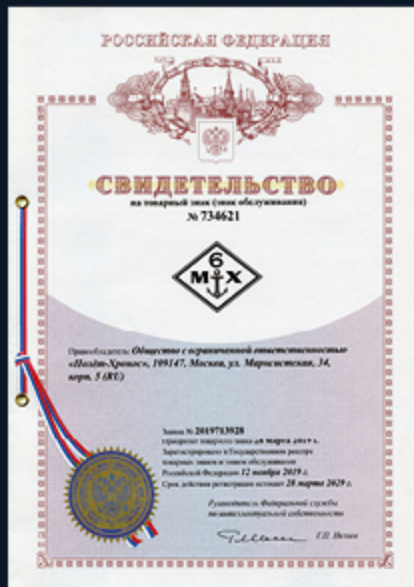 РОССИЙСКАЯ ФЕДЕРАЦИЯ
СВИДЕТЕЛЬСТВО
на товарный знак (знак обслуживания)
№ 734621
6
М Х
Правообладатель: Общество с ограниченной ответственностью
«Полёт-Хронос», 109147, Москва, ул. Марксистская, 34,
корп. 5 (RU)
Заявка № 2019713928
Приоритет товарного знака 28 марта 2019 г.
Зарегистрировано в Государственном реестре
товарных знаков и знаков обслуживания
Российской Федерации 12 ноября 2019 г.
Срок действия регистрации истекает 28 марта 2029 г.
Руководитель Федеральной службы
по интеллектуальной собственности
Г.П. Ивлиев